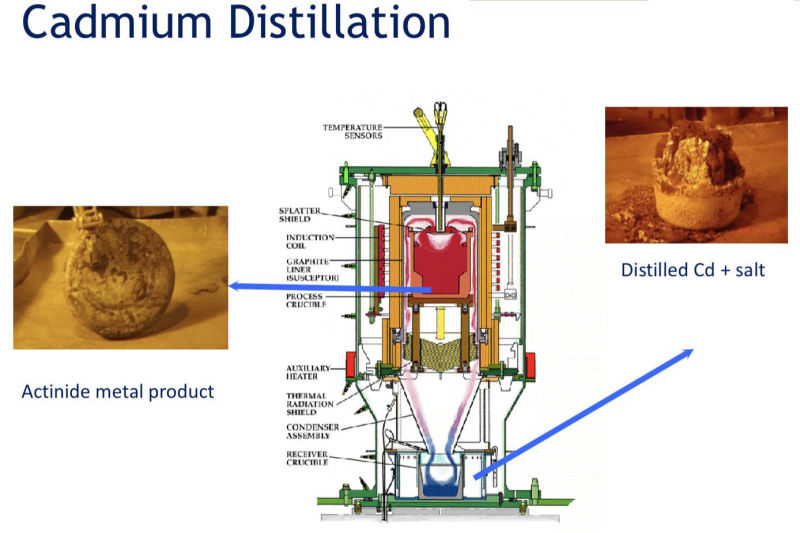 Cadmium Distillation
TEMPERATURE
SENSORS
SPLATTER
SHIELD
INDUCTION
COIL
GRAPHITE
LINER
(SUSCEPTOR)
PROCESS
CRUCIBLE
AUXILIARY
HEATER
THERMAL
RADIATION
SHIELD
CONDENSER
ASSEMBLY
RECEIVER
CRUCIBLE
Distilled Cd + salt
Actinide metal product